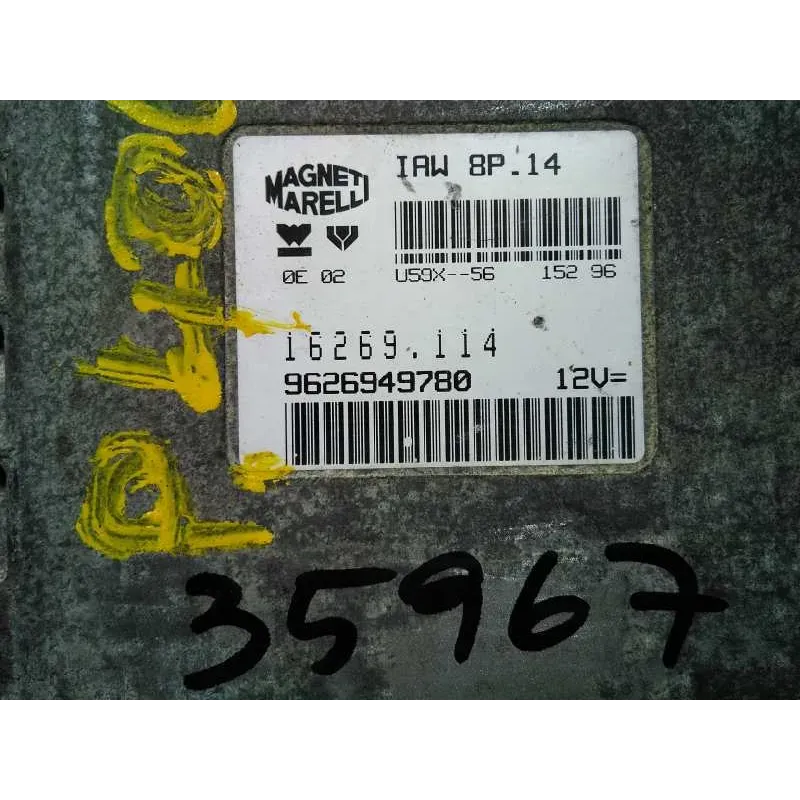 MAGNETI
MARELLI
IAW 8P.14
0E 02
U59X--56 152 96
16269.114
9626949780 12V=
35967